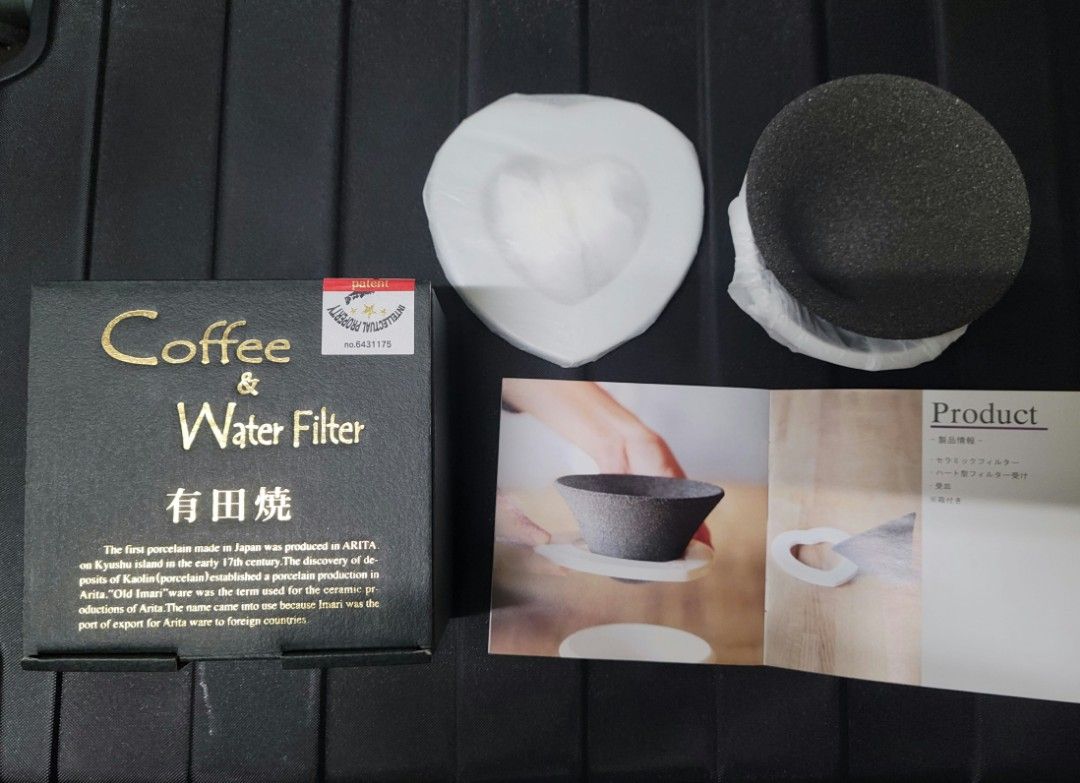 patent
INTELLECTUAL PROPERTY
no.6431175
Coffee
&
Water Filter
有田焼
The first porcelain made in Japan was produced in ARITA
on Kyushu island in the early 17th century.The discovery of de-
posits of Kaolin(porcelain)established a porcelain production in
Arita."Old Imari"ware was the term used for the ceramic pr-
oductions of Arita.The name came into use because Imari was the
port of export for Arita ware to foreign countries.
Product
- 製品情報 -
・セラミックフィルター
・ハート型フィルター受け
・受皿
※箱付き